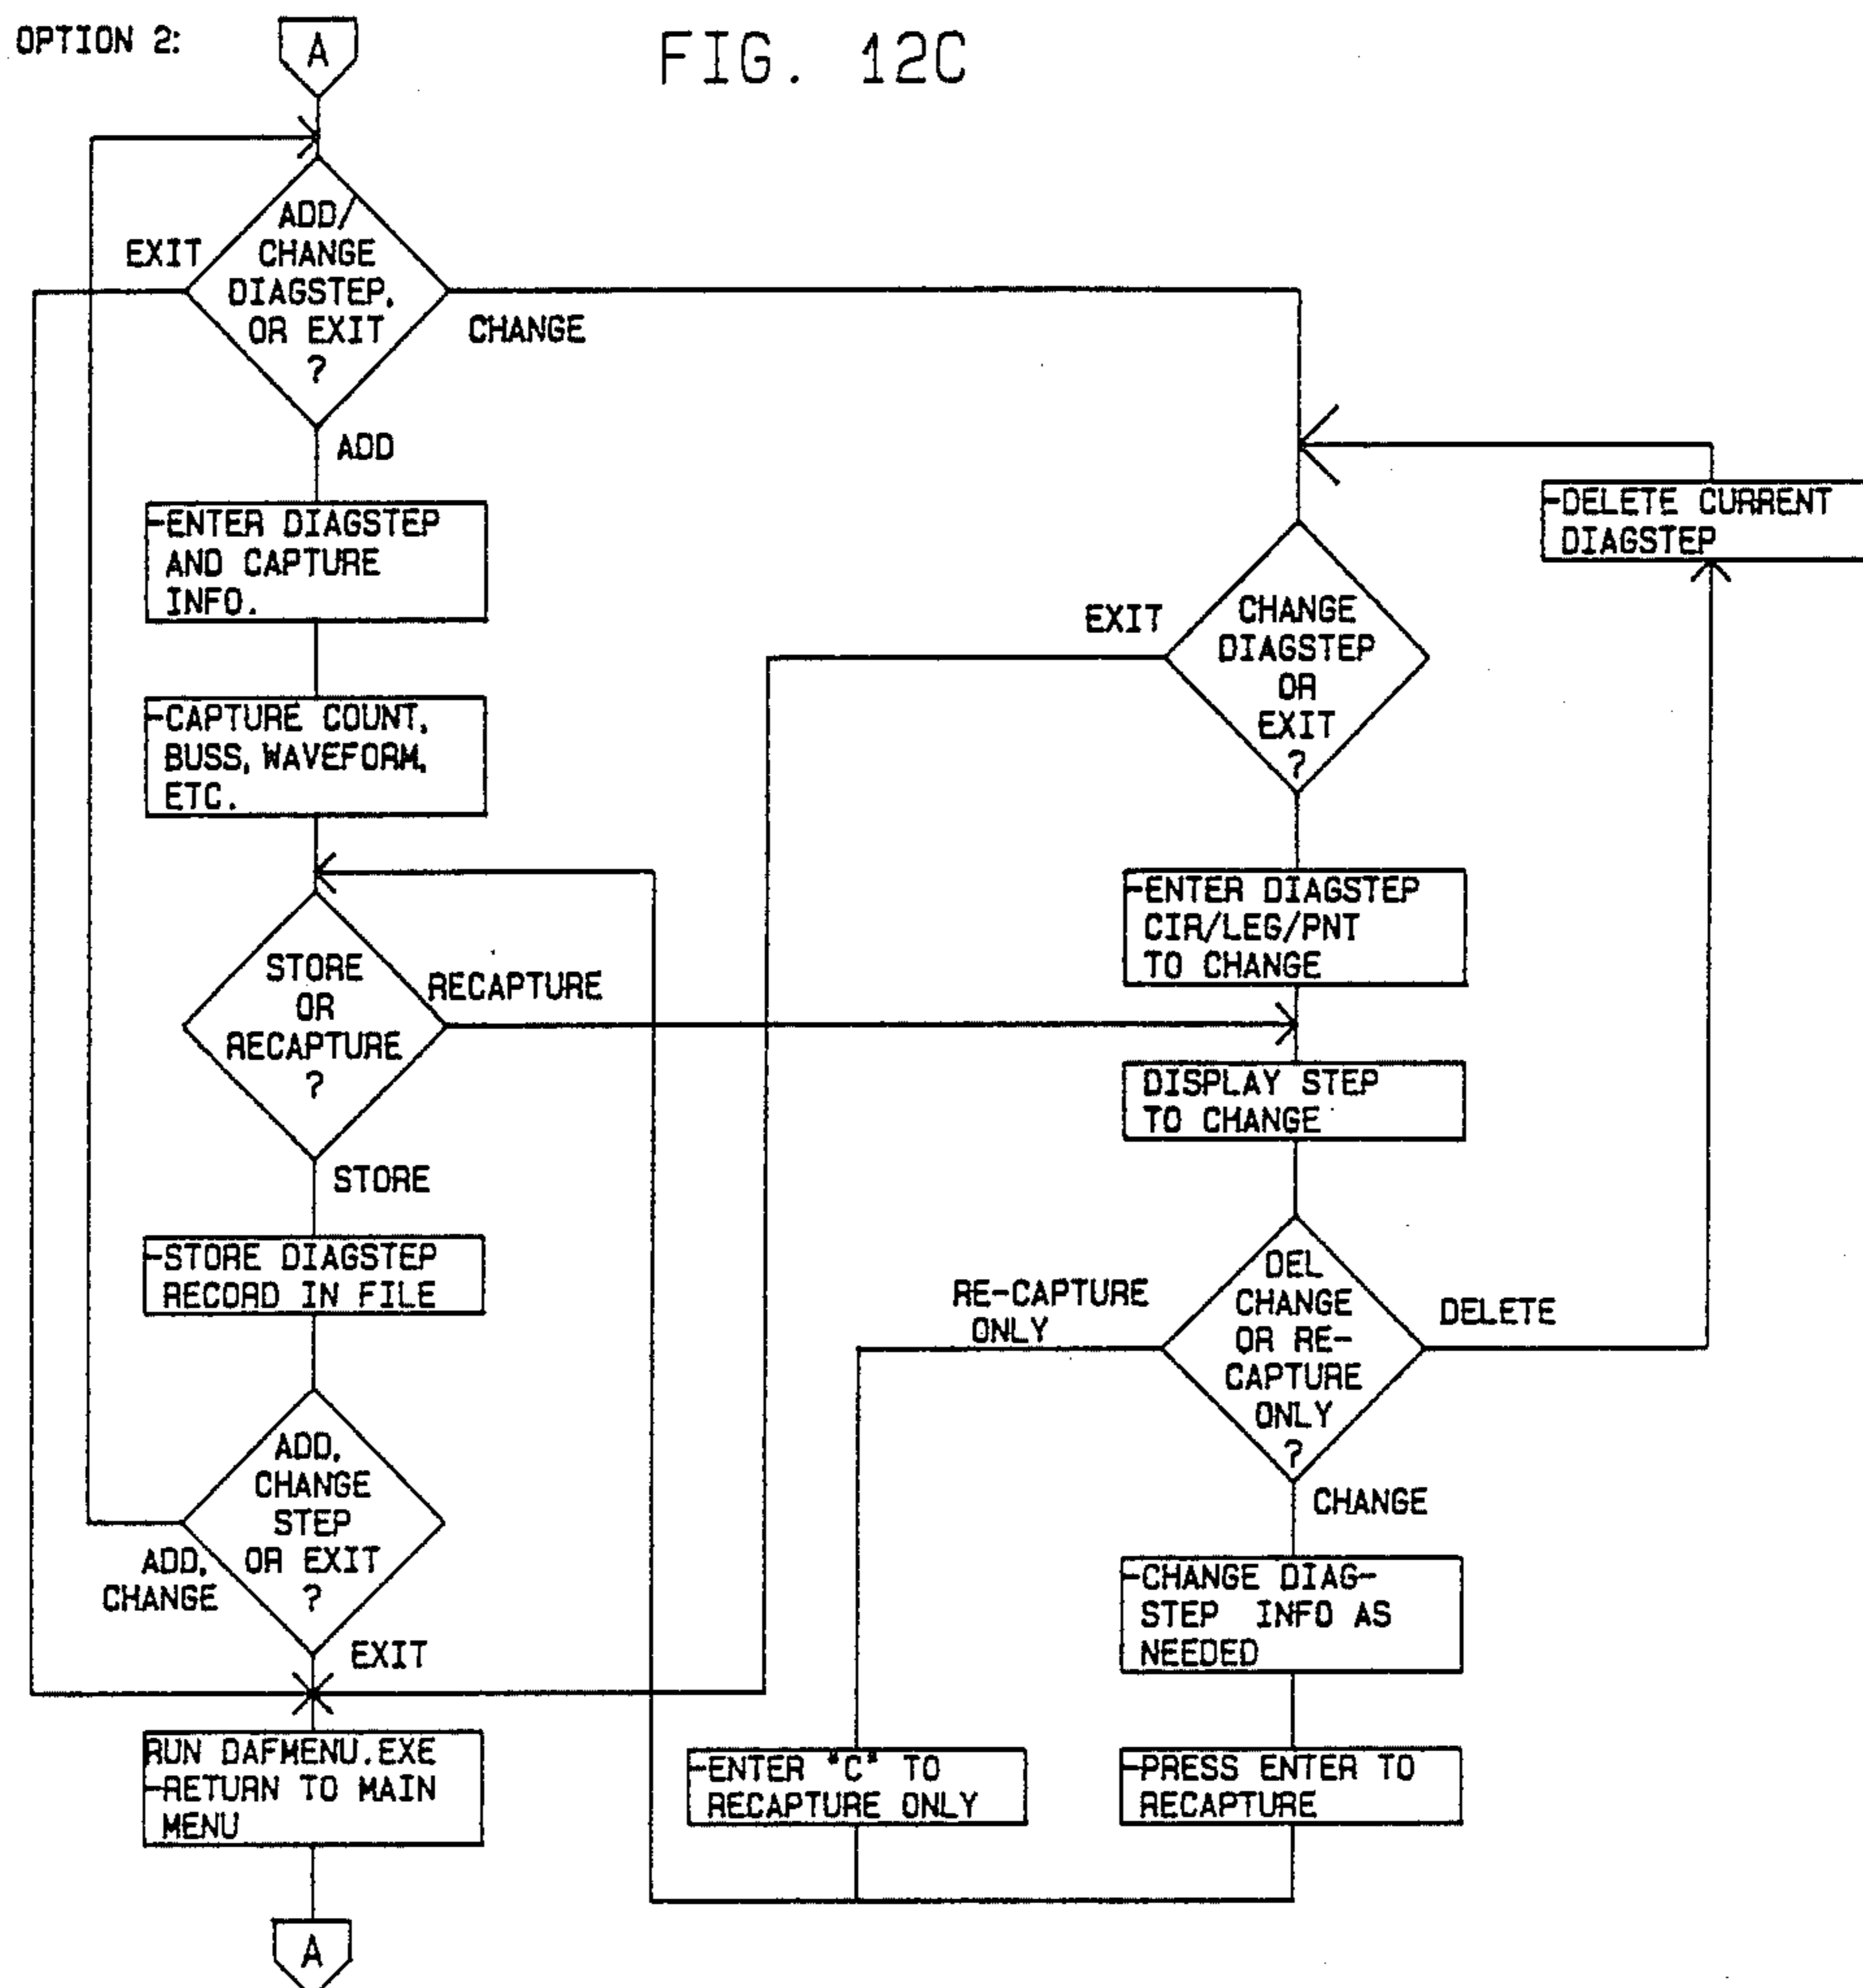 OPTION 2:
A
FIG. 12C
ADD/
CHANGE
DIAGSTEP,
OR EXIT
?
EXIT
CHANGE
ADD
-ENTER DIAGSTEP
AND CAPTURE
INFO.
-CAPTURE COUNT,
BUSS, WAVEFORM,
ETC.
STORE
OR
RECAPTURE
?
RECAPTURE
STORE
-STORE DIAGSTEP
RECORD IN FILE
ADD,
CHANGE
STEP
OR EXIT
?
ADD,
CHANGE
EXIT
RUN DAFMENU.EXE
-RETURN TO MAIN
MENU
A
-DELETE CURRENT
DIAGSTEP
EXIT
CHANGE
DIAGSTEP
OR
EXIT
?
-ENTER DIAGSTEP
CIR/LEG/PNT
TO CHANGE
DISPLAY STEP
TO CHANGE
DEL
CHANGE
OR RE-
CAPTURE
ONLY
?
RE-CAPTURE
ONLY
DELETE
CHANGE
-CHANGE DIAG-
STEP INFO AS
NEEDED
-ENTER "C" TO
RECAPTURE ONLY
-PRESS ENTER TO
RECAPTURE